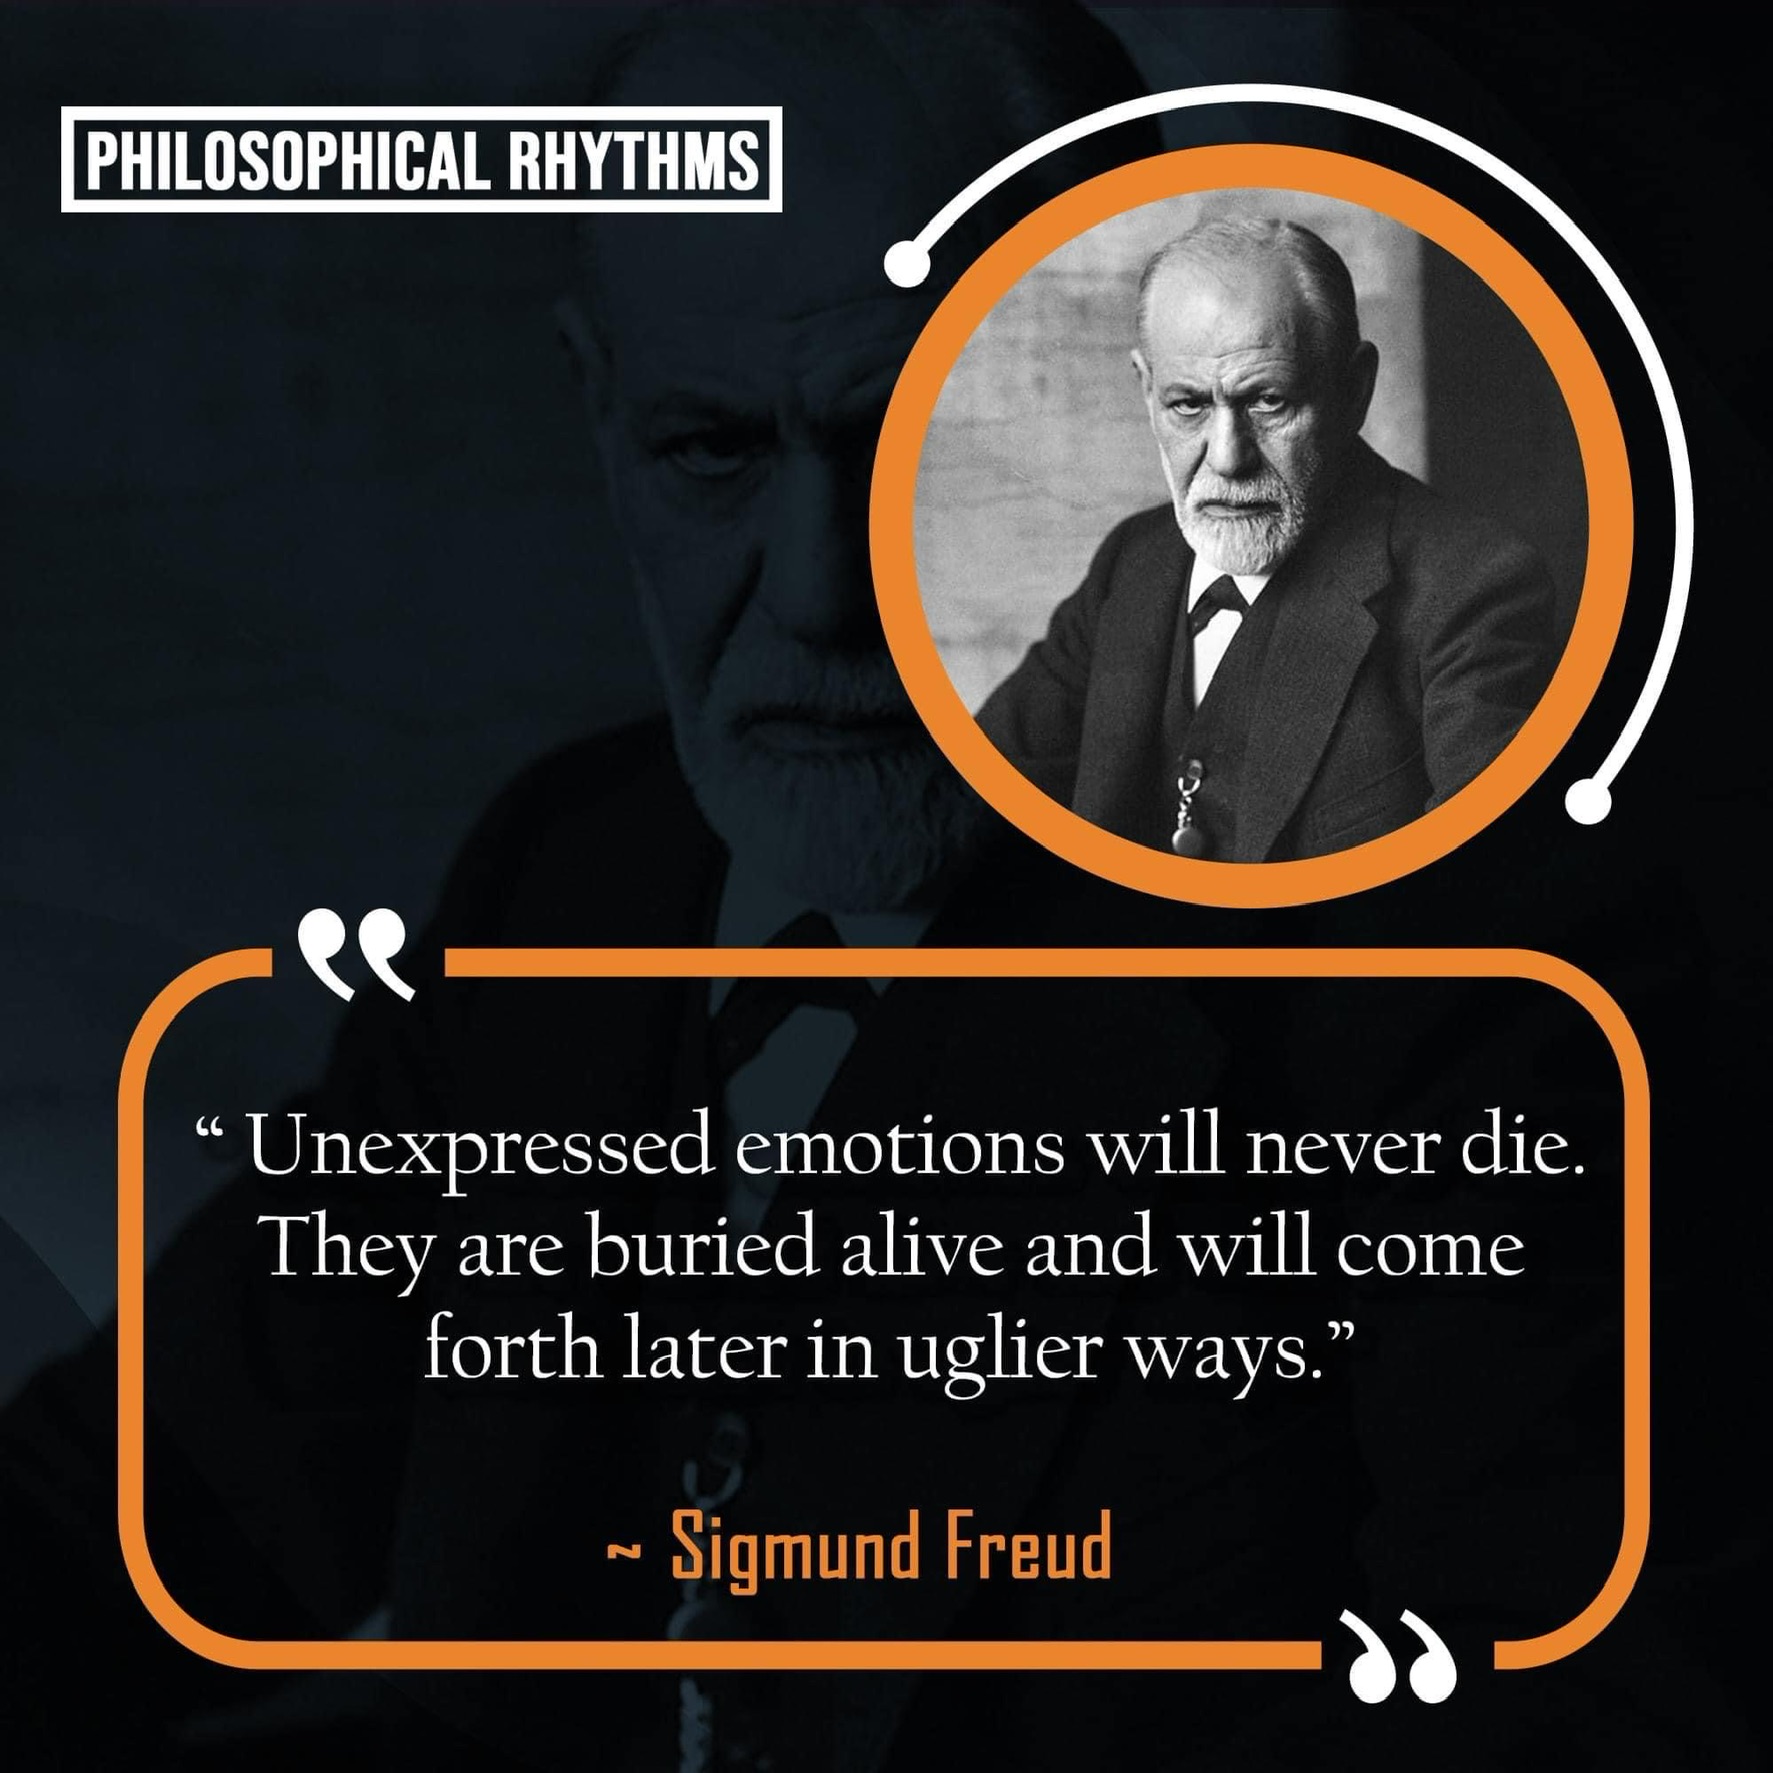 PHILOSOPHICAL RHYTHMS
“ Unexpressed emotions will never die.
They are buried alive and will come
forth later in uglier ways.”
~ Sigmund Freud